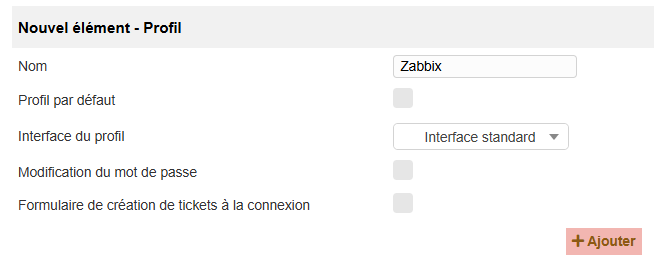 Nouvel élément - Profil
Nom Zabbix
Profil par défaut
Interface du profil Interface standard
Modification du mot de passe
Formulaire de création de tickets à la connexion
+ Ajouter